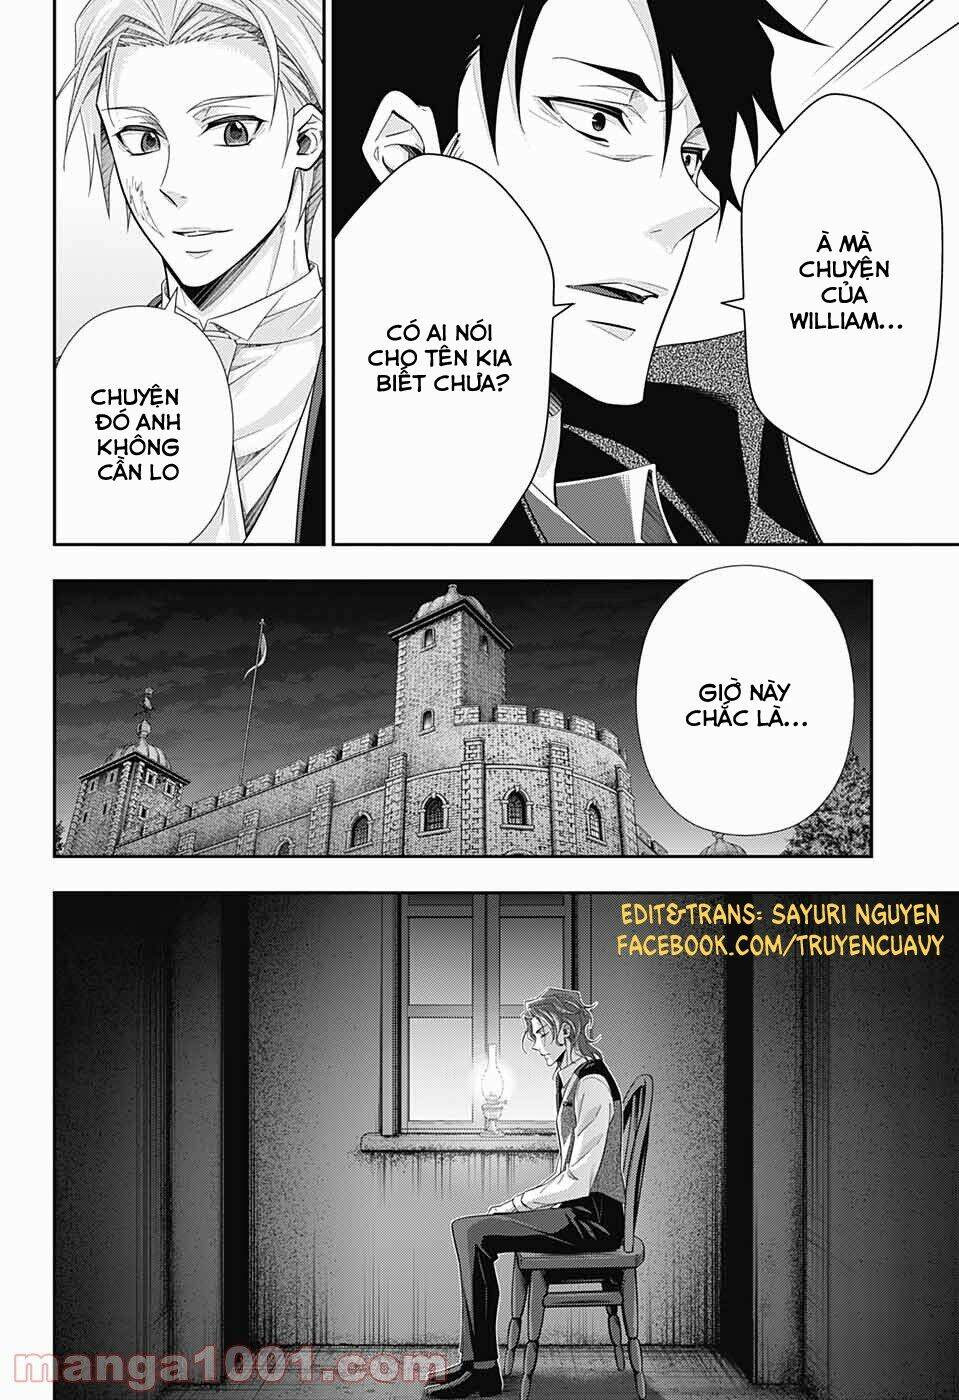 À MÀ
CHUYỆN
CỦA
WILLIAM...
CÓ AI NÓI
CHO TÊN KIA
BIẾT CHƯA?
CHUYỆN
ĐÓ ANH
KHÔNG
CẦN LO
GIỜ NÀY
CHẮC LÀ...
EDIT&TRANS: SAYURI NGUYEN
FACEBOOK.COM/TRUYENCUAVY
manga1001.com